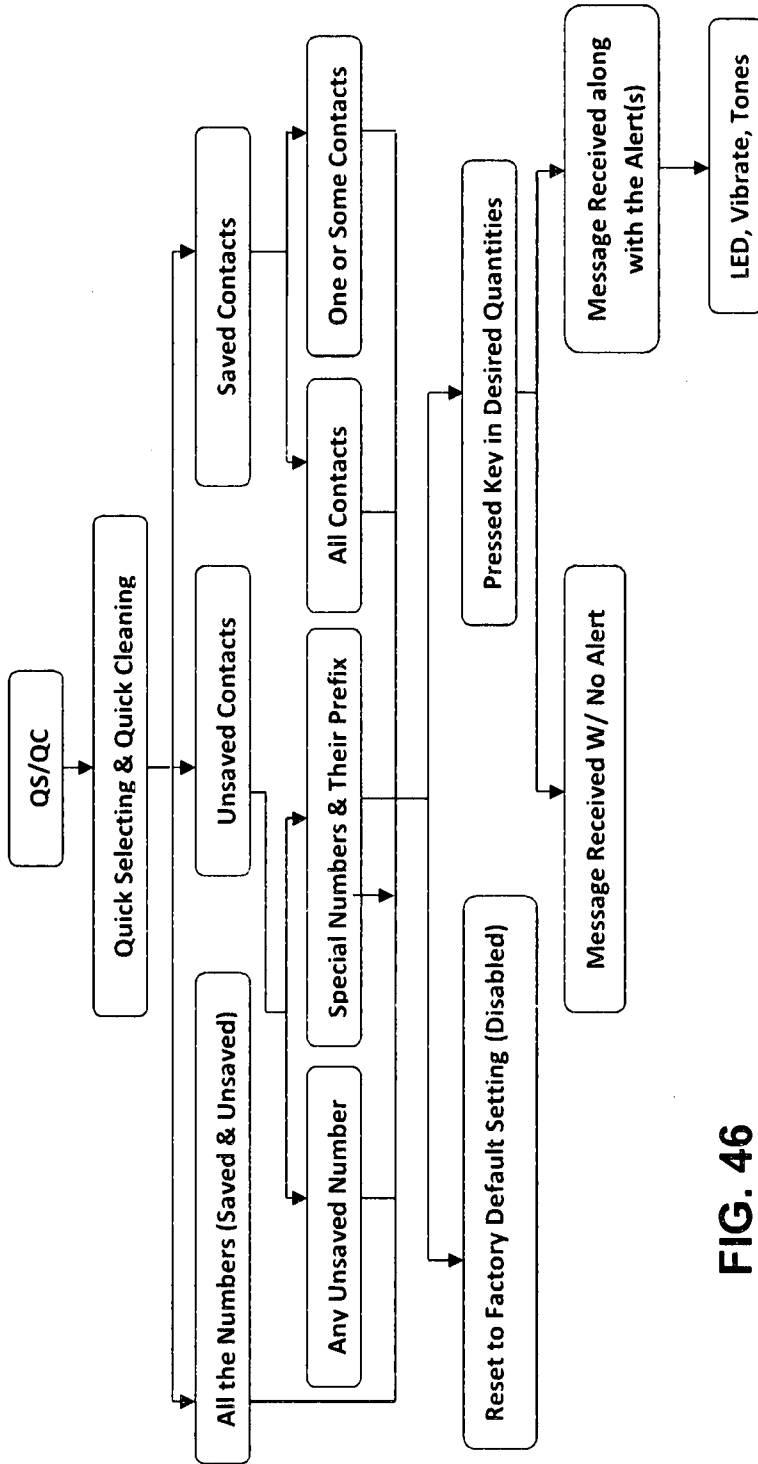 QS/QC
Quick Selecting & Quick Cleaning
All the Numbers (Saved & Unsaved)
Unsaved Contacts
Saved Contacts
Any Unsaved Number
Special Numbers & Their Prefix
All Contacts
One or Some Contacts
Reset to Factory Default Setting (Disabled)
Pressed Key in Desired Quantities
Message Received W/ No Alert
Message Received along
with the Alert(s)
LED, Vibrate, Tones
FIG. 46